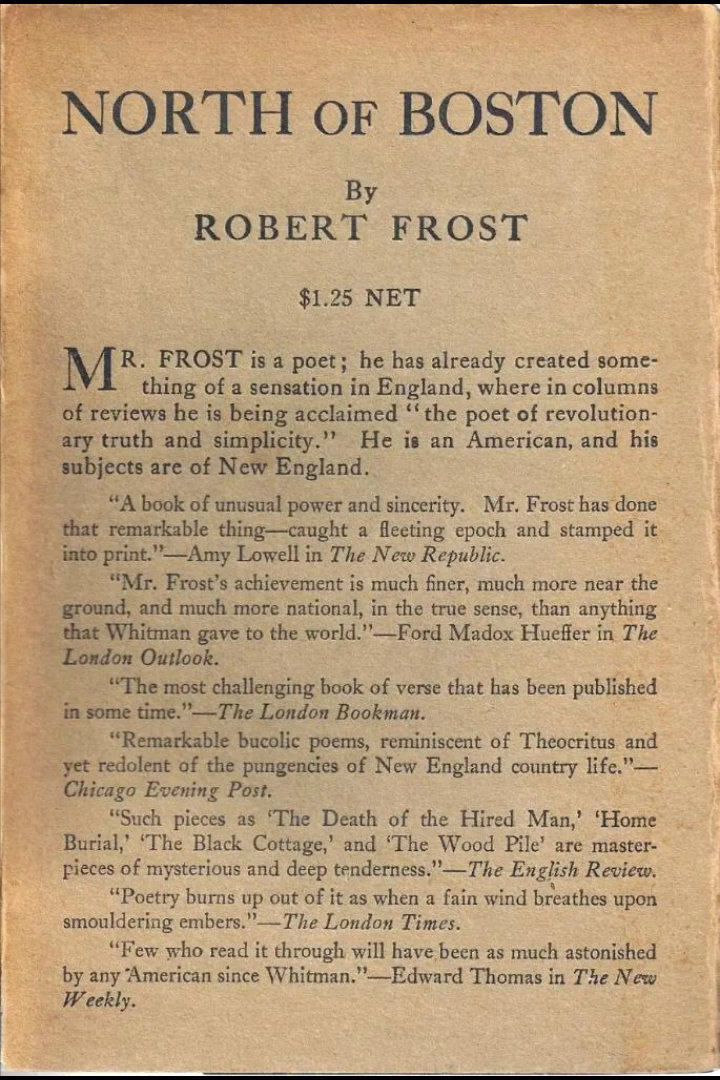 NORTH OF BOSTON
By
ROBERT FROST
$1.25 NET
MR. FROST is a poet; he has already created some-
thing of a sensation in England, where in columns
of reviews he is being acclaimed “the poet of revolution-
ary truth and simplicity.” He is an American, and his
subjects are of New England.
“A book of unusual power and sincerity. Mr. Frost has done
that remarkable thing—caught a fleeting epoch and stamped it
into print.”—Amy Lowell in The New Republic.
“Mr. Frost’s achievement is much finer, much more near the
ground, and much more national, in the true sense, than anything
that Whitman gave to the world.”—Ford Madox Hueffer in The
London Outlook.
“The most challenging book of verse that has been published
in some time.”—The London Bookman.
“Remarkable bucolic poems, reminiscent of Theocritus and
yet redolent of the pungencies of New England country life.”—
Chicago Evening Post.
“Such pieces as ‘The Death of the Hired Man,’ ‘Home
Burial,’ ‘The Black Cottage,’ and ‘The Wood Pile’ are master-
pieces of mysterious and deep tenderness.”—The English Review.
“Poetry burns up out of it as when a fain wind breathes upon
smouldering embers.”—The London Times.
“Few who read it through will have been as much astonished
by any American since Whitman.”—Edward Thomas in The New
Weekly.